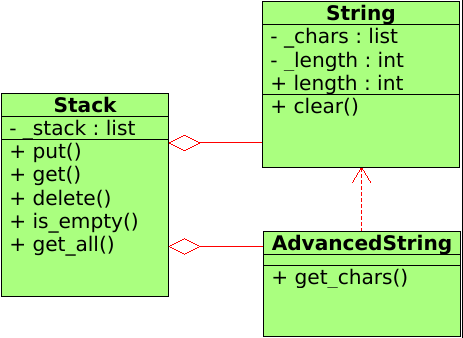 String
- _chars : list
- _length : int
+ length : int
+ clear()
Stack
- _stack : list
+ put()
+ get()
+ delete()
+ is_empty()
+ get_all()
AdvancedString
+ get_chars()